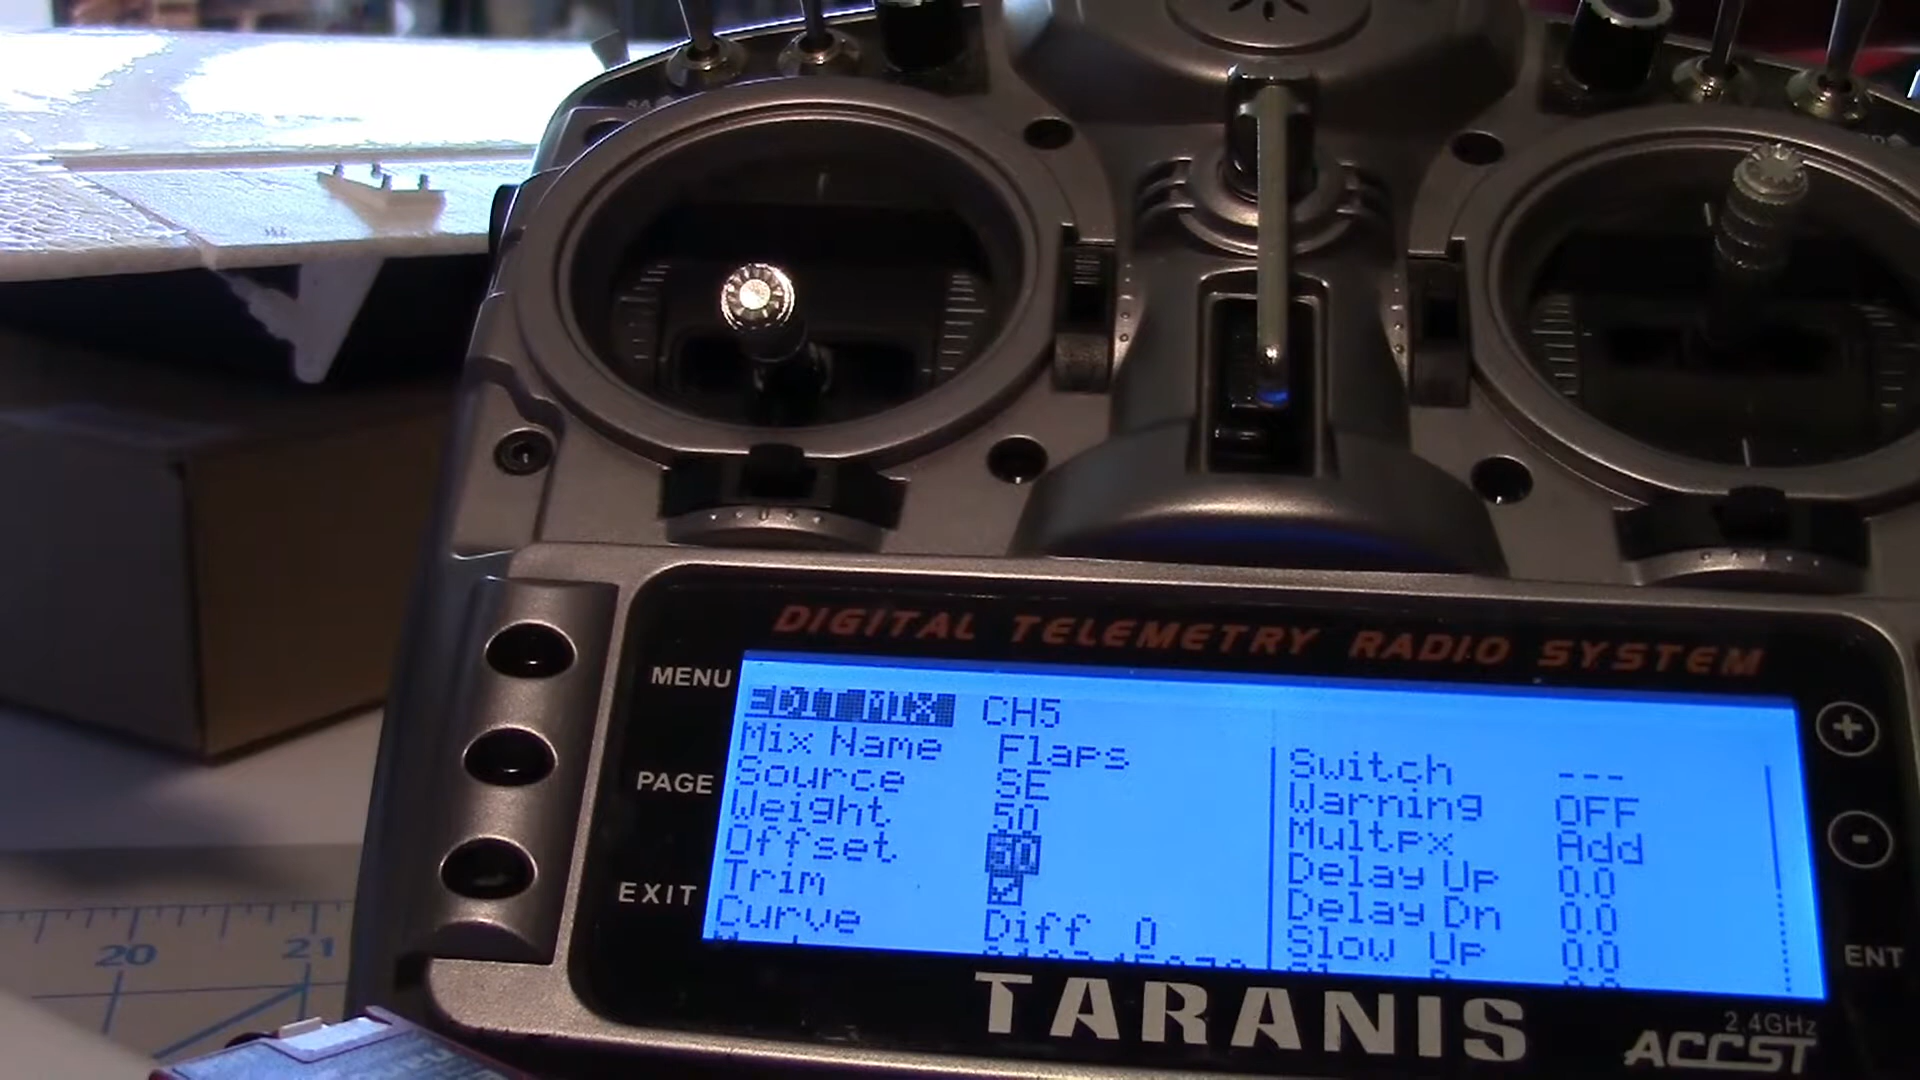 DIGITAL TELEMETRY RADIO SYSTEM
MENU
PAGE
EXIT
EDIT MIX CH5
Mix Name Flaps
Source SE
Weight 50
Offset
Trim
Curve Diff 0
Switch ---
Warning OFF
Multpx Add
Delay Up 0.0
Delay Dn 0.0
Slow Up 0.0
+
-
ENT
TARANIS
2.4GHz
ACCST
20 21